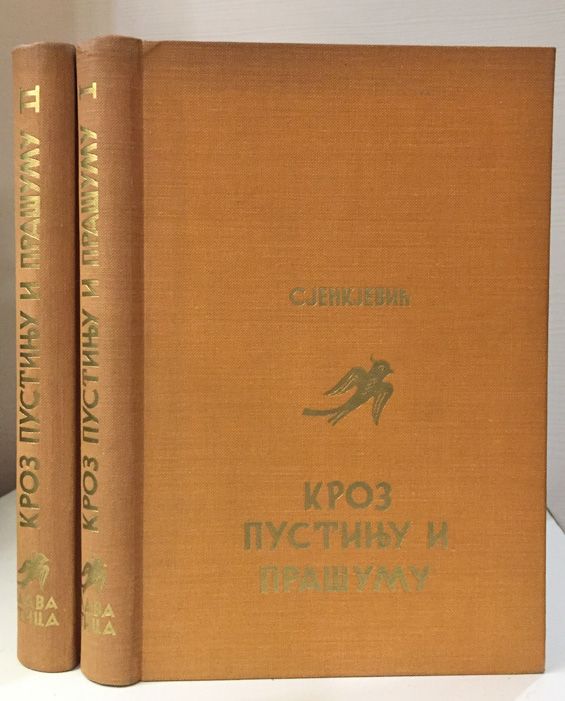 КРОЗ ПУСТИЊУ И ПРАШУМУ II
КРОЗ ПУСТИЊУ И ПРАШУМУ I
СЈЕНКЈЕВИЋ
КРОЗ
ПУСТИЊУ И
ПРАШУМУ